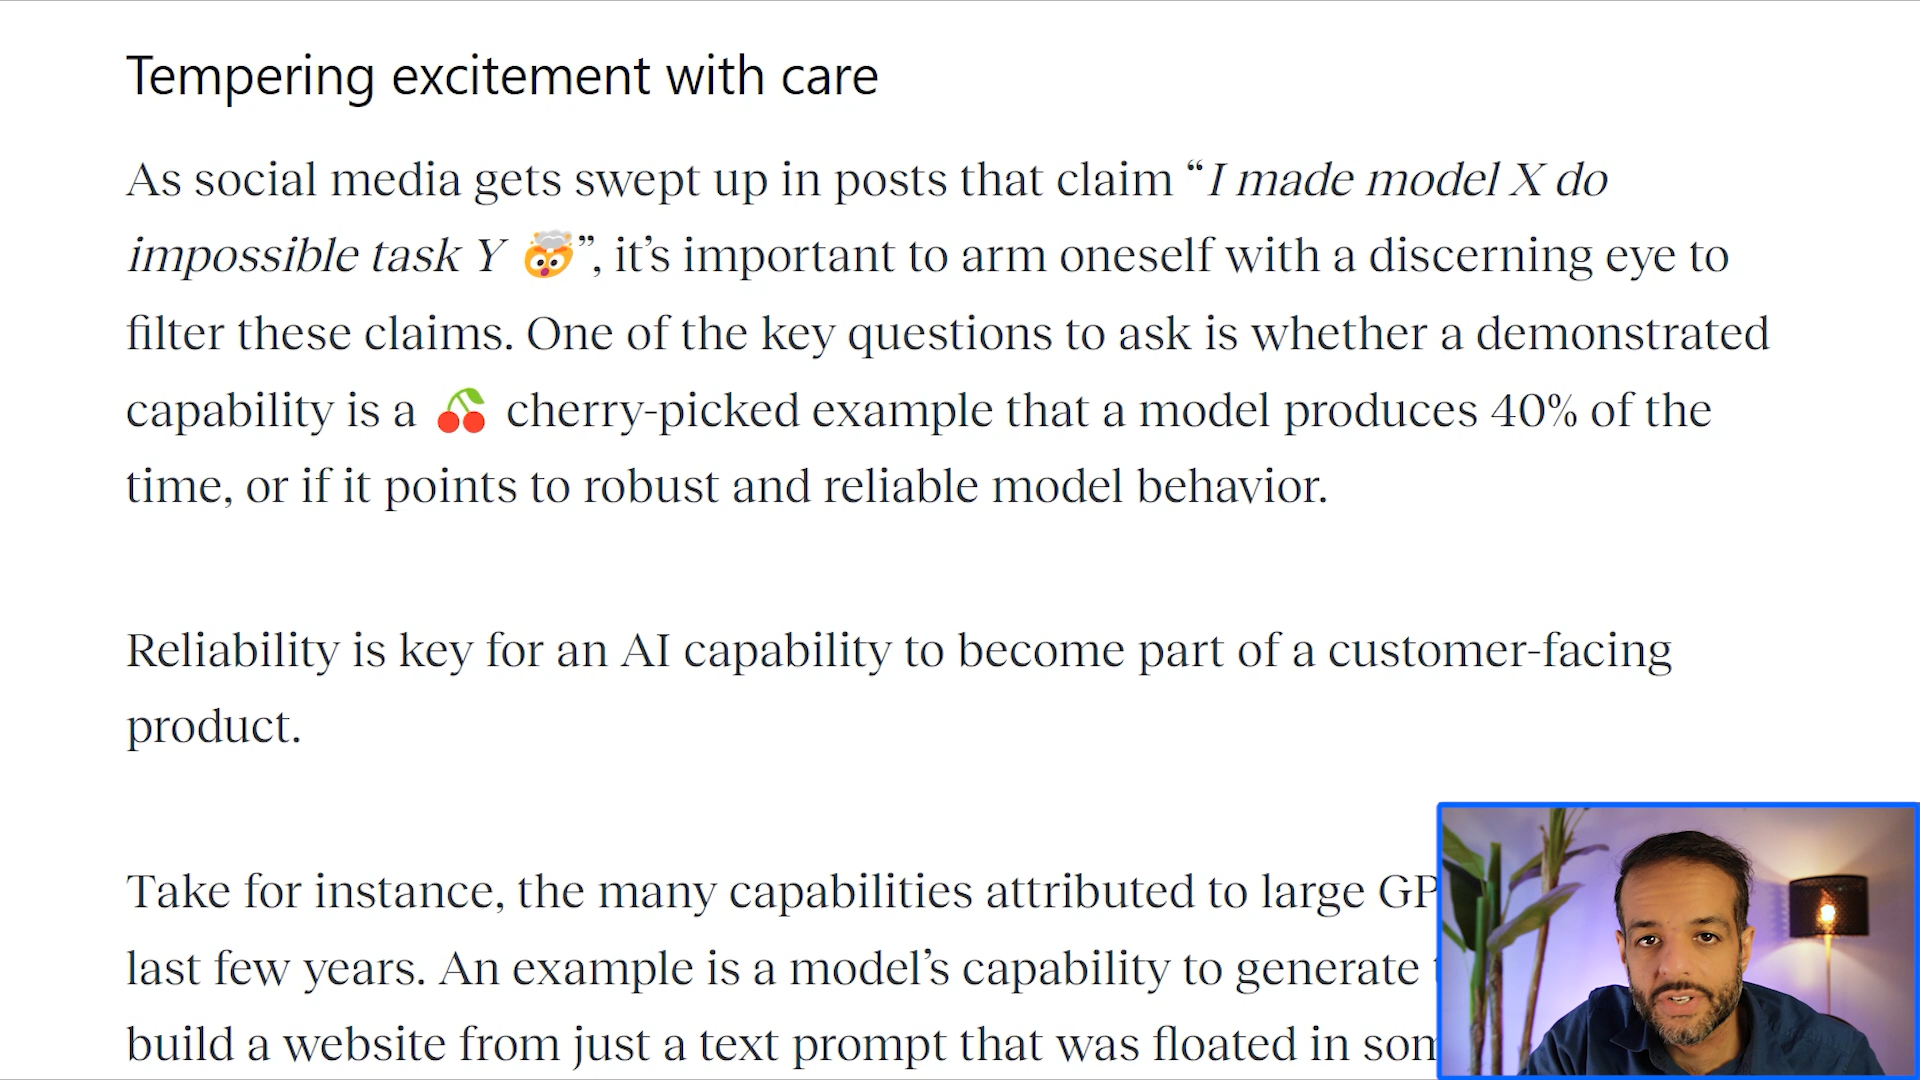 Tempering excitement with care
As social media gets swept up in posts that claim “I made model X do
impossible task Y 🤯”, it’s important to arm oneself with a discerning eye to
filter these claims. One of the key questions to ask is whether a demonstrated
capability is a 🍒 cherry-picked example that a model produces 40% of the
time, or if it points to robust and reliable model behavior.
Reliability is key for an AI capability to become part of a customer-facing
product.
Take for instance, the many capabilities attributed to large GP
last few years. An example is a model’s capability to generate
build a website from just a text prompt that was floated in som